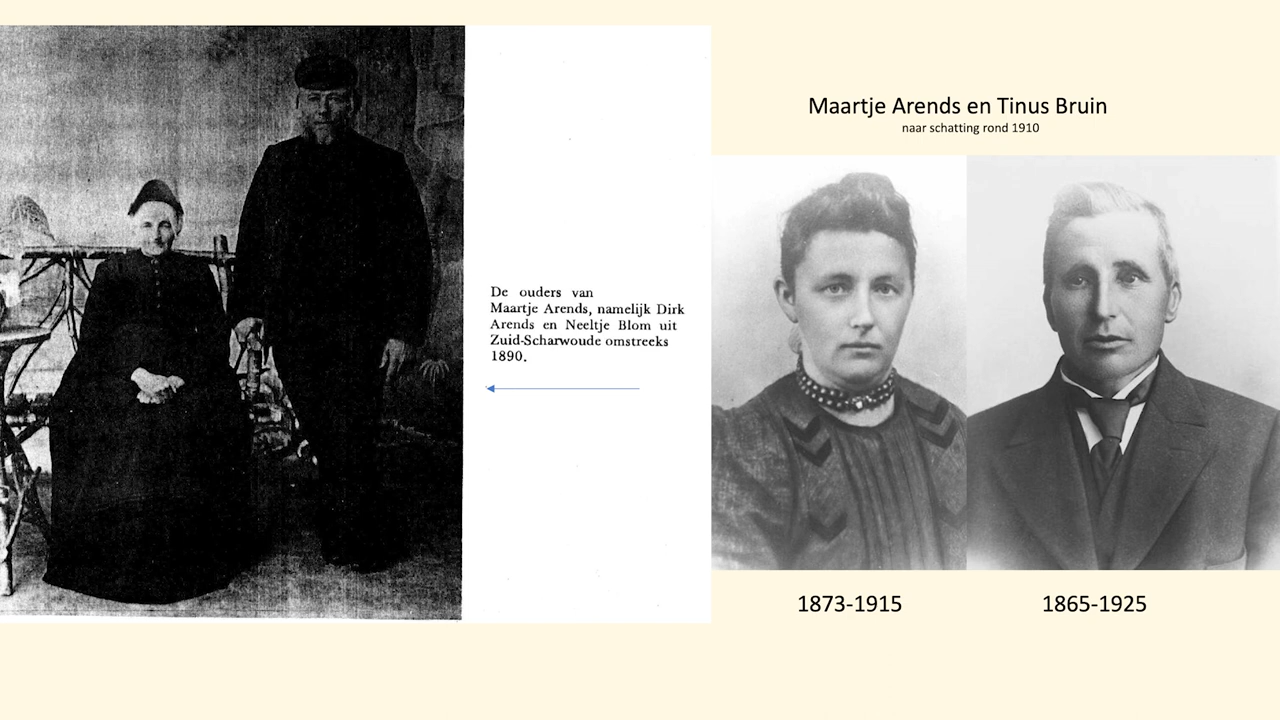 De ouders van
Maartje Arends, namelijk Dirk
Arends en Neeltje Blom uit
Zuid-Scharwoude omstreeks
1890.
Maartje Arends en Tinus Bruin
naar schatting rond 1910
1873-1915
1865-1925